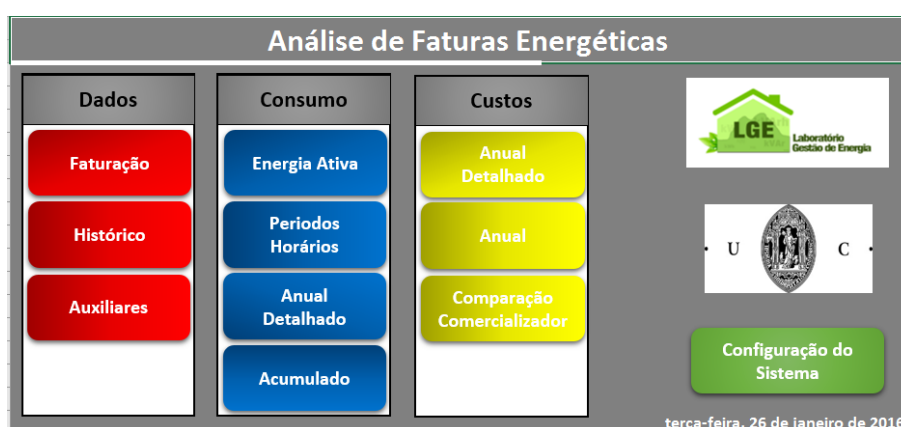 Análise de Faturas Energéticas
Dados
Faturação
Histórico
Auxiliares
Consumo
Energia Ativa
Periodos
Horários
Anual
Detalhado
Acumulado
Custos
Anual
Detalhado
Anual
Comparação
Comercializador
LGE
Laboratório
Gestão de Energia
· U C ·
Configuração do
Sistema
terça-feira, 26 de janeiro de 2016